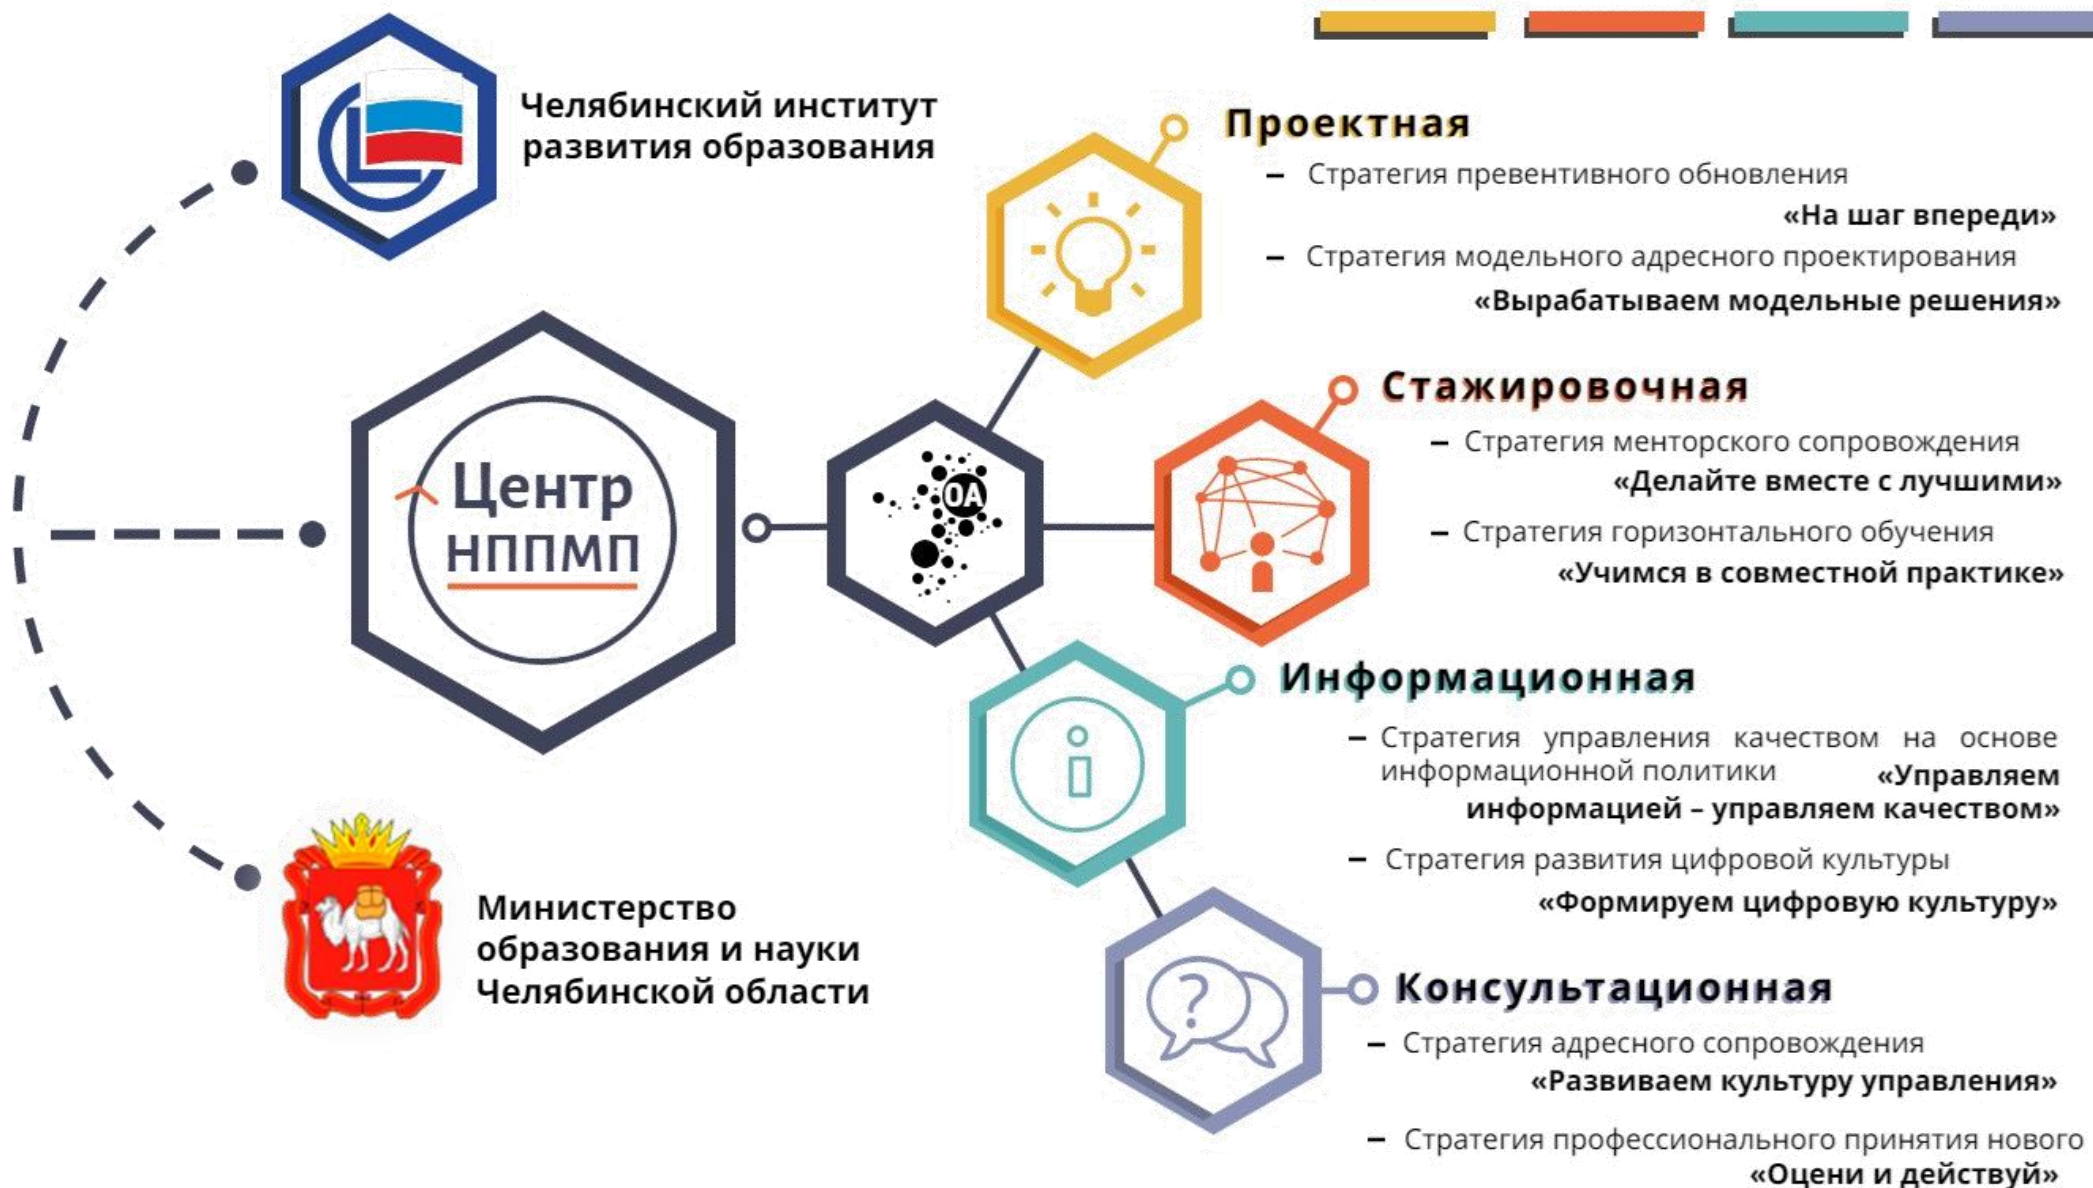 Челябинский институт
развития образования
Центр
НППМП
Министерство
образования и науки
Челябинской области
ОА
Проектная
– Стратегия превентивного обновления
«На шаг впереди»
– Стратегия модельного адресного проектирования
«Вырабатываем модельные решения»
Стажировочная
– Стратегия менторского сопровождения
«Делайте вместе с лучшими»
– Стратегия горизонтального обучения
«Учимся в совместной практике»
Информационная
– Стратегия управления качеством на основе
информационной политики «Управляем
информацией – управляем качеством»
– Стратегия развития цифровой культуры
«Формируем цифровую культуру»
?
Консультационная
– Стратегия адресного сопровождения
«Развиваем культуру управления»
– Стратегия профессионального принятия нового
«Оцени и действуй»